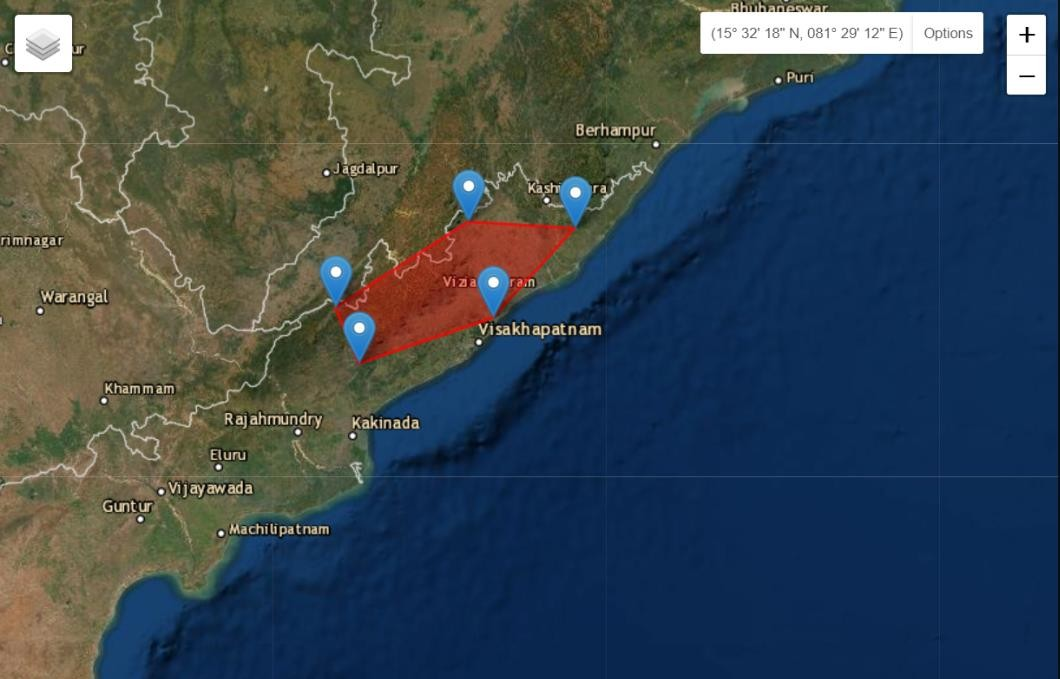 Bhubaneswar
(15° 32' 18" N, 081° 29' 12" E) Options
+
−
Puri
Berhampur
Jagdalpur
rimnagar
Warangal
Visakhapatnam
Khammam
Rajahmundry
Kakinada
Eluru
Vijayawada
Guntur
Machilipatnam